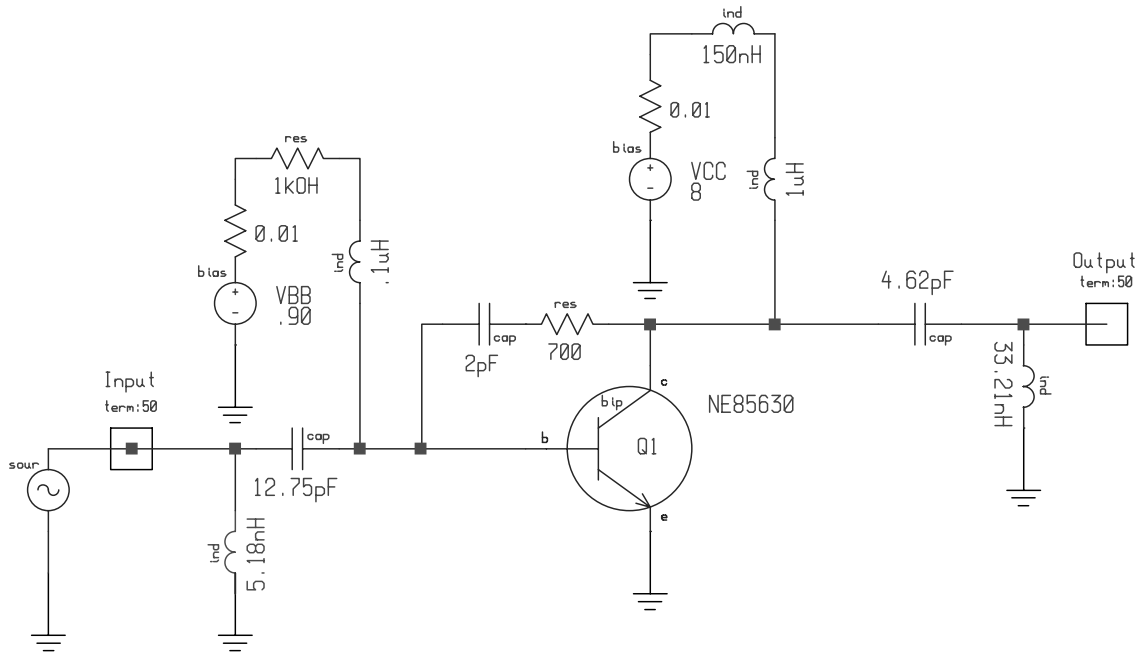 ind
150nH
0.01
bias
VCC
8
ind
1uH
res
1kOH
0.01
bias
VBB
.90
ind
.1uH
Input
term:50
sour
cap
12.75pF
ind
5.18nH
res
cap
2pF
700
c
bip
NE85630
b
Q1
e
4.62pF
cap
Output
term:50
33.21nH
ind